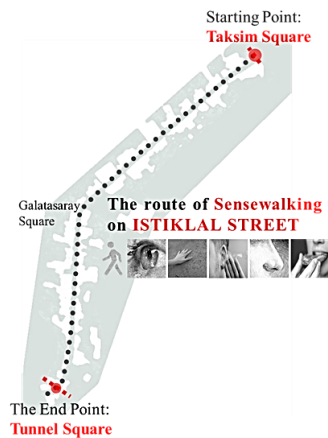 Starting Point:
Taksim Square
Galatasaray
Square
The route of Sensewalking
on ISTIKLAL STREET
The End Point:
Tunnel Square